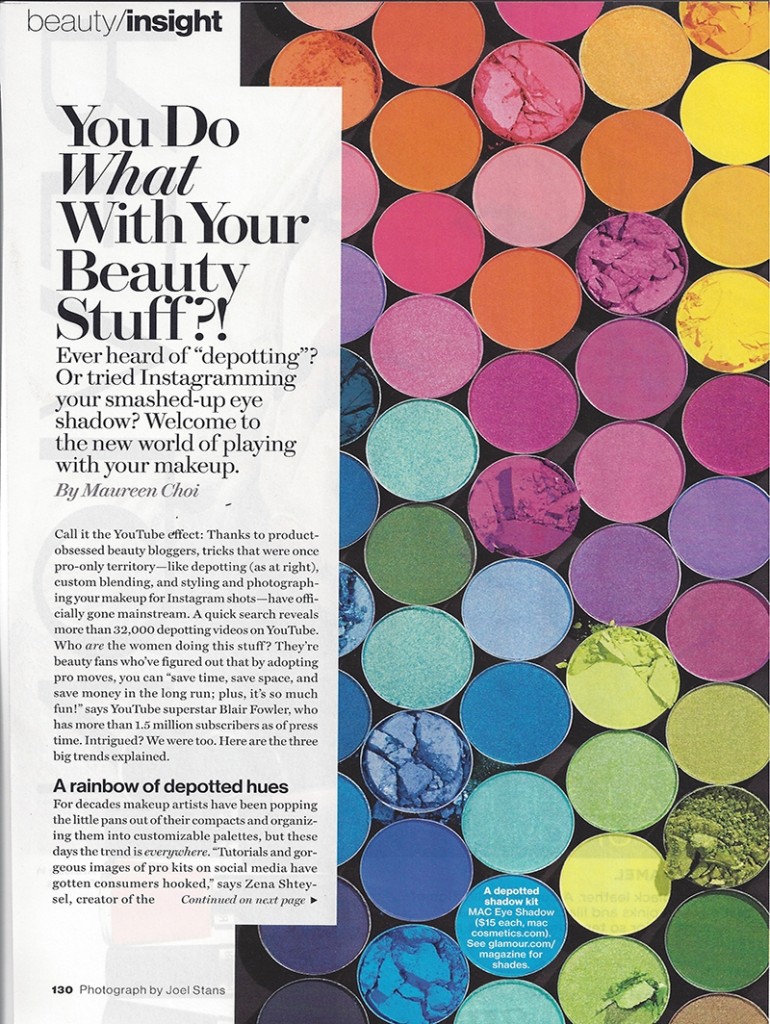 beauty/insight
You Do
What
With Your
Beauty
Stuff?!
Ever heard of “depotting”?
Or tried Instagramming
your smashed-up eye
shadow? Welcome to
the new world of playing
with your makeup.
By Maureen Choi
Call it the YouTube effect: Thanks to product-
obsessed beauty bloggers, tricks that were once
pro-only territory—like depotting (as at right),
custom blending, and styling and photograph-
ing your makeup for Instagram shots—have offi-
cially gone mainstream. A quick search reveals
more than 32,000 depotting videos on YouTube.
Who are the women doing this stuff? They’re
beauty fans who’ve figured out that by adopting
pro moves, you can “save time, save space, and
save money in the long run; plus, it’s so much
fun!” says YouTube superstar Blair Fowler, who
has more than 1.5 million subscribers as of press
time. Intrigued? We were too. Here are the three
big trends explained.
A rainbow of depotted hues
For decades makeup artists have been popping
the little pans out of their compacts and organiz-
ing them into customizable palettes, but these
days the trend is everywhere. “Tutorials and gor-
geous images of pro kits on social media have
gotten consumers hooked,” says Zena Shtey-
sel, creator of the Continued on next page ▶
A depotted
shadow kit
MAC Eye Shadow
($15 each, mac
cosmetics.com).
See glamour.com/
magazine for
shades.
130 Photograph by Joel Stans